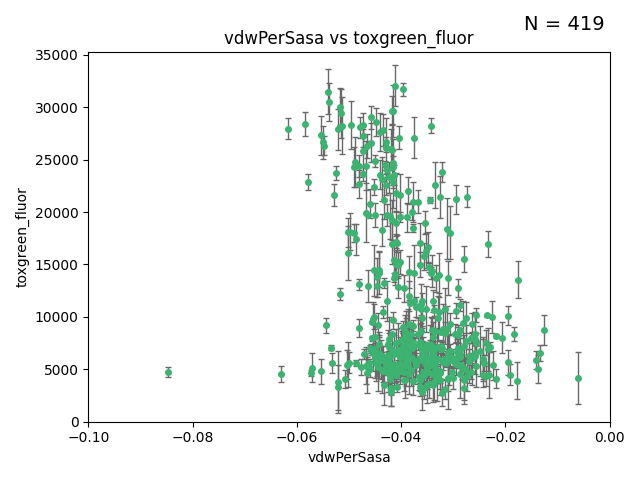 N = 419
vdwPerSasa vs toxgreen_fluor
35000
30000
25000
20000
15000
10000
5000
0
toxgreen_fluor
−0.10 −0.08 −0.06 −0.04 −0.02 0.00
vdwPerSasa